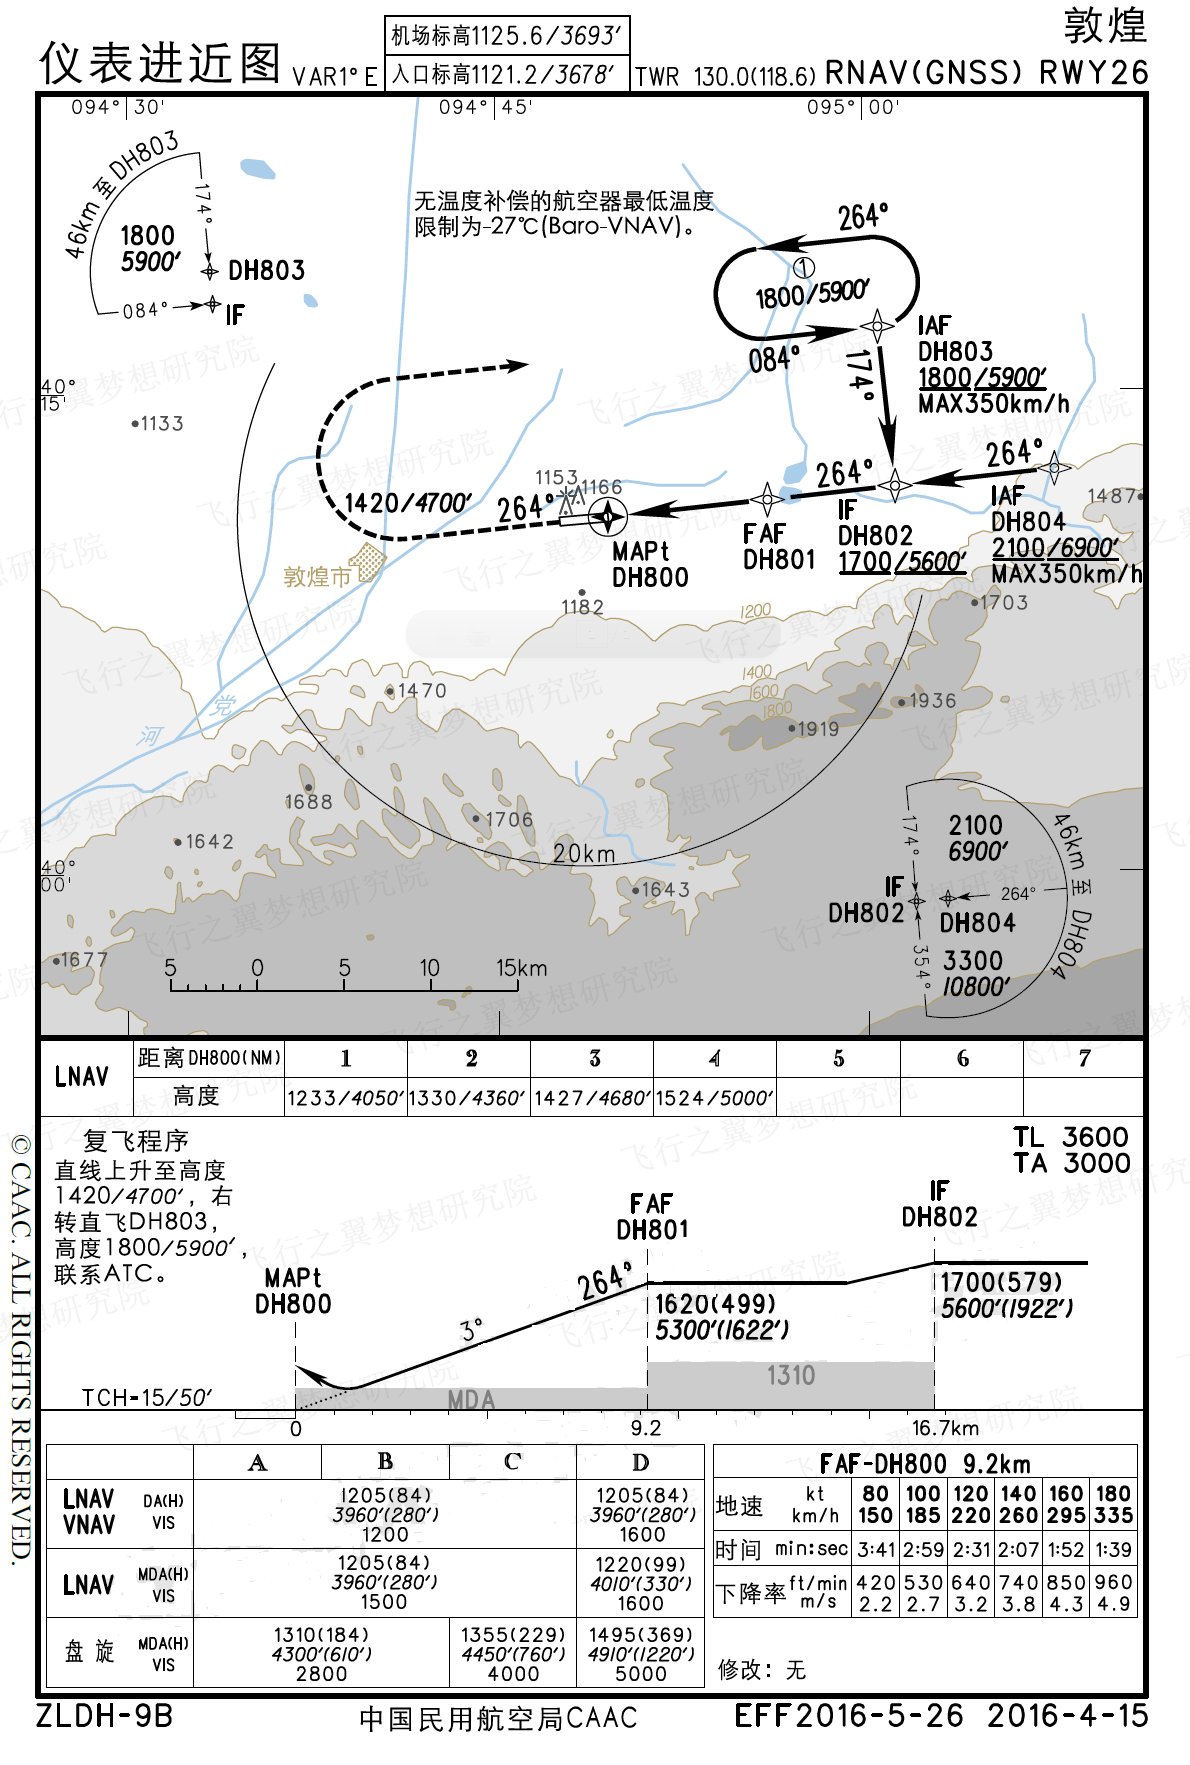 敦煌
仪表进近图 VAR1° E
机场标高1125.6/3693′
入口标高1121.2/3678′
TWR 130.0(118.6) RNAV(GNSS) RWY26
094° 30′
094° 45′
095° 00′
46km 至 DH803
174°
1800
5900′
DH803
084°
IF
无温度补偿的航空器最低温度
限制为-27℃(Baro-VNAV)。
264°
1
1800/5900′
084°
174°
IAF
DH803
1800/5900′
MAX350km/h
40°
15′
1133
1420/4700′
264°
1153
1166
MAPt
DH800
264°
FAF
DH801
IF
DH802
1700/5600′
264°
IAF
DH804
2100/6900′
MAX350km/h
1487
敦煌市
1182
1200
1703
1400
1600
1800
1470
党
河
1936
1919
1688
1706
1642
20km
40°
00′
1643
1677
5 0 5 10 15km
174°
2100
6900′
46km 至 DH804
IF
DH802
DH804
264°
354°
3300
10800′
LNAV
距离DH800(NM) 1 2 3 4 5 6 7
高度 1233/4050′ 1330/4360′ 1427/4680′ 1524/5000′
复飞程序
直线上升至高度
1420/4700′，右
转直飞DH803，
高度1800/5900′，
联系ATC。
TL 3600
TA 3000
MAPt
DH800
3°
264°
FAF
DH801
IF
DH802
1620(499)
5300′(1622′)
1700(579)
5600′(1922′)
1310
MDA
TCH-15/50′
0 9.2 16.7km
A B C D
LNAV
VNAV
DA(H)
VIS
1205(84)
3960′(280′)
1200
1205(84)
3960′(280′)
1600
LNAV
MDA(H)
VIS
1205(84)
3960′(280′)
1500
1220(99)
4010′(330′)
1600
盘旋
MDA(H)
VIS
1310(184)
4300′(610′)
2800
1355(229)
4450′(760′)
4000
1495(369)
4910′(1220′)
5000
FAF-DH800 9.2km
地速 kt 80 100 120 140 160 180
km/h 150 185 220 260 295 335
时间 min:sec 3:41 2:59 2:31 2:07 1:52 1:39
下降率 ft/min 420 530 640 740 850 960
m/s 2.2 2.7 3.2 3.8 4.3 4.9
修改：无
© CAAC. ALL RIGHTS RESERVED.
ZLDH-9B
中国民用航空局CAAC
EFF2016-5-26 2016-4-15
飞行之翼梦想研究院